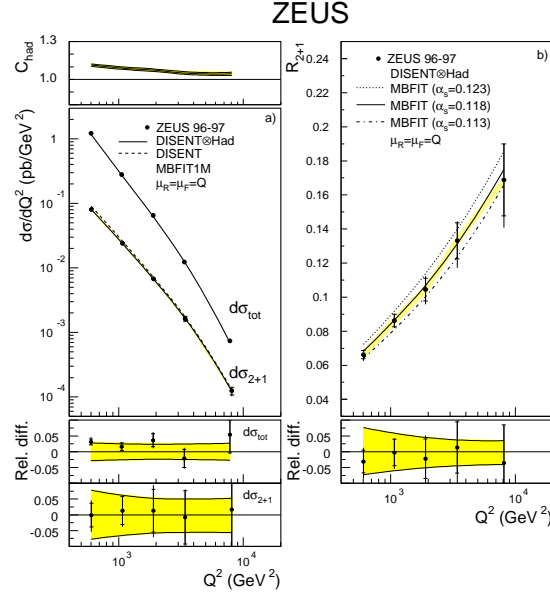 ZEUS
C_had
1.2
1.0
dσ/dQ² (pb/GeV²)
a)
ZEUS 96-97
DISENT⊗Had
DISENT
MBFIT1M
μ_R=μ_F=Q
1
10⁻¹
10⁻²
10⁻³
10⁻⁴
dσ_tot
dσ_2+1
Rel. diff.
0.05
0
-0.05
dσ_tot
0.05
0
-0.05
dσ_2+1
10³
10⁴
Q² (GeV²)
R_2+1
b)
ZEUS 96-97
DISENT⊗Had
MBFIT (α_s=0.123)
MBFIT (α_s=0.118)
MBFIT (α_s=0.113)
μ_R=μ_F=Q
0.24
0.22
0.2
0.18
0.16
0.14
0.12
0.1
0.08
0.06
0.04
Rel. diff.
0.05
0
-0.05
10³
10⁴
Q² (GeV²)